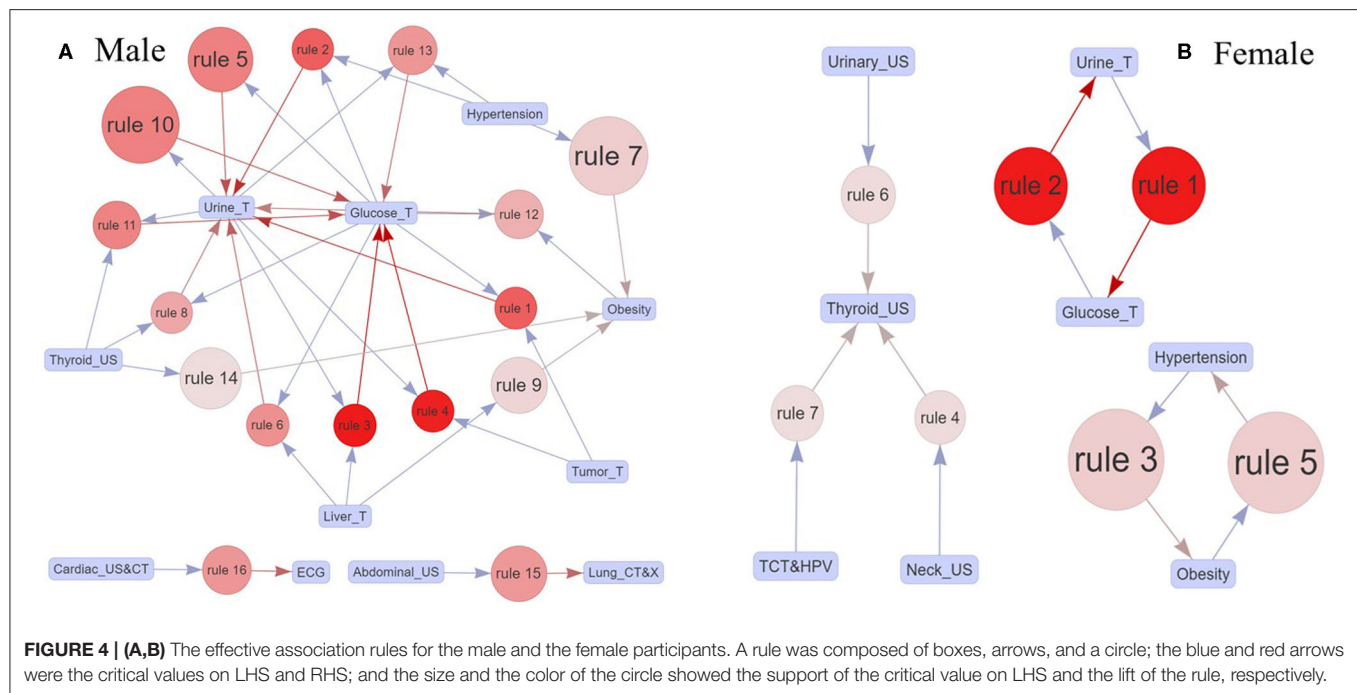 A Male
rule 5
rule 2
rule 13
rule 10
Hypertension
rule 7
Urine_T
Glucose_T
rule 12
rule 11
rule 8
rule 1
Obesity
Thyroid_US
rule 14
rule 9
rule 6
rule 3
rule 4
Tumor_T
Liver_T
Cardiac_US&CT
rule 16
ECG
Abdominal_US
rule 15
Lung_CT&X
B Female
Urinary_US
rule 6
Thyroid_US
rule 7
rule 4
TCT&HPV
Neck_US
Urine_T
rule 2
rule 1
Glucose_T
Hypertension
rule 3
rule 5
Obesity
FIGURE 4 | (A,B) The effective association rules for the male and the female participants. A rule was composed of boxes, arrows, and a circle; the blue and red arrows
were the critical values on LHS and RHS; and the size and the color of the circle showed the support of the critical value on LHS and the lift of the rule, respectively.